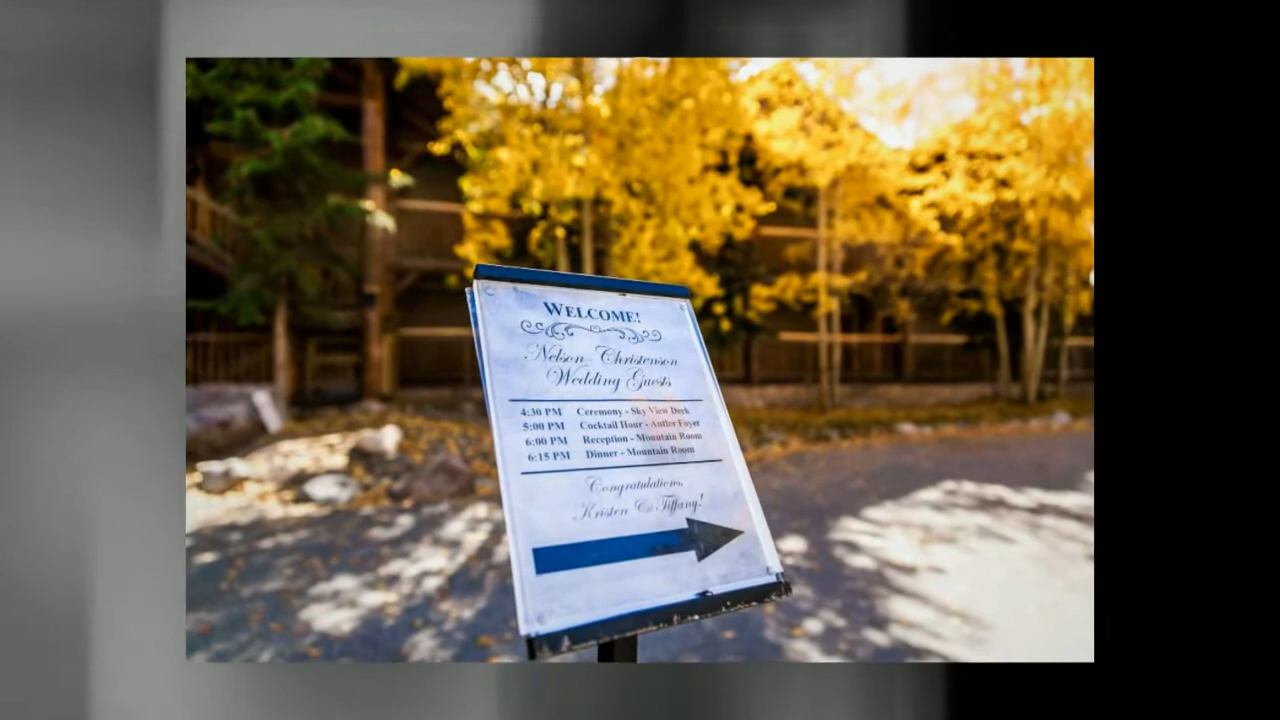 WELCOME!
Nelson-Christenson
Wedding Guests
4:30 PM Ceremony - Sky View Deck
5:00 PM Cocktail Hour - Antler Foyer
6:00 PM Reception - Mountain Room
6:15 PM Dinner - Mountain Room
Congratulations,
Kristen & Tiffany!